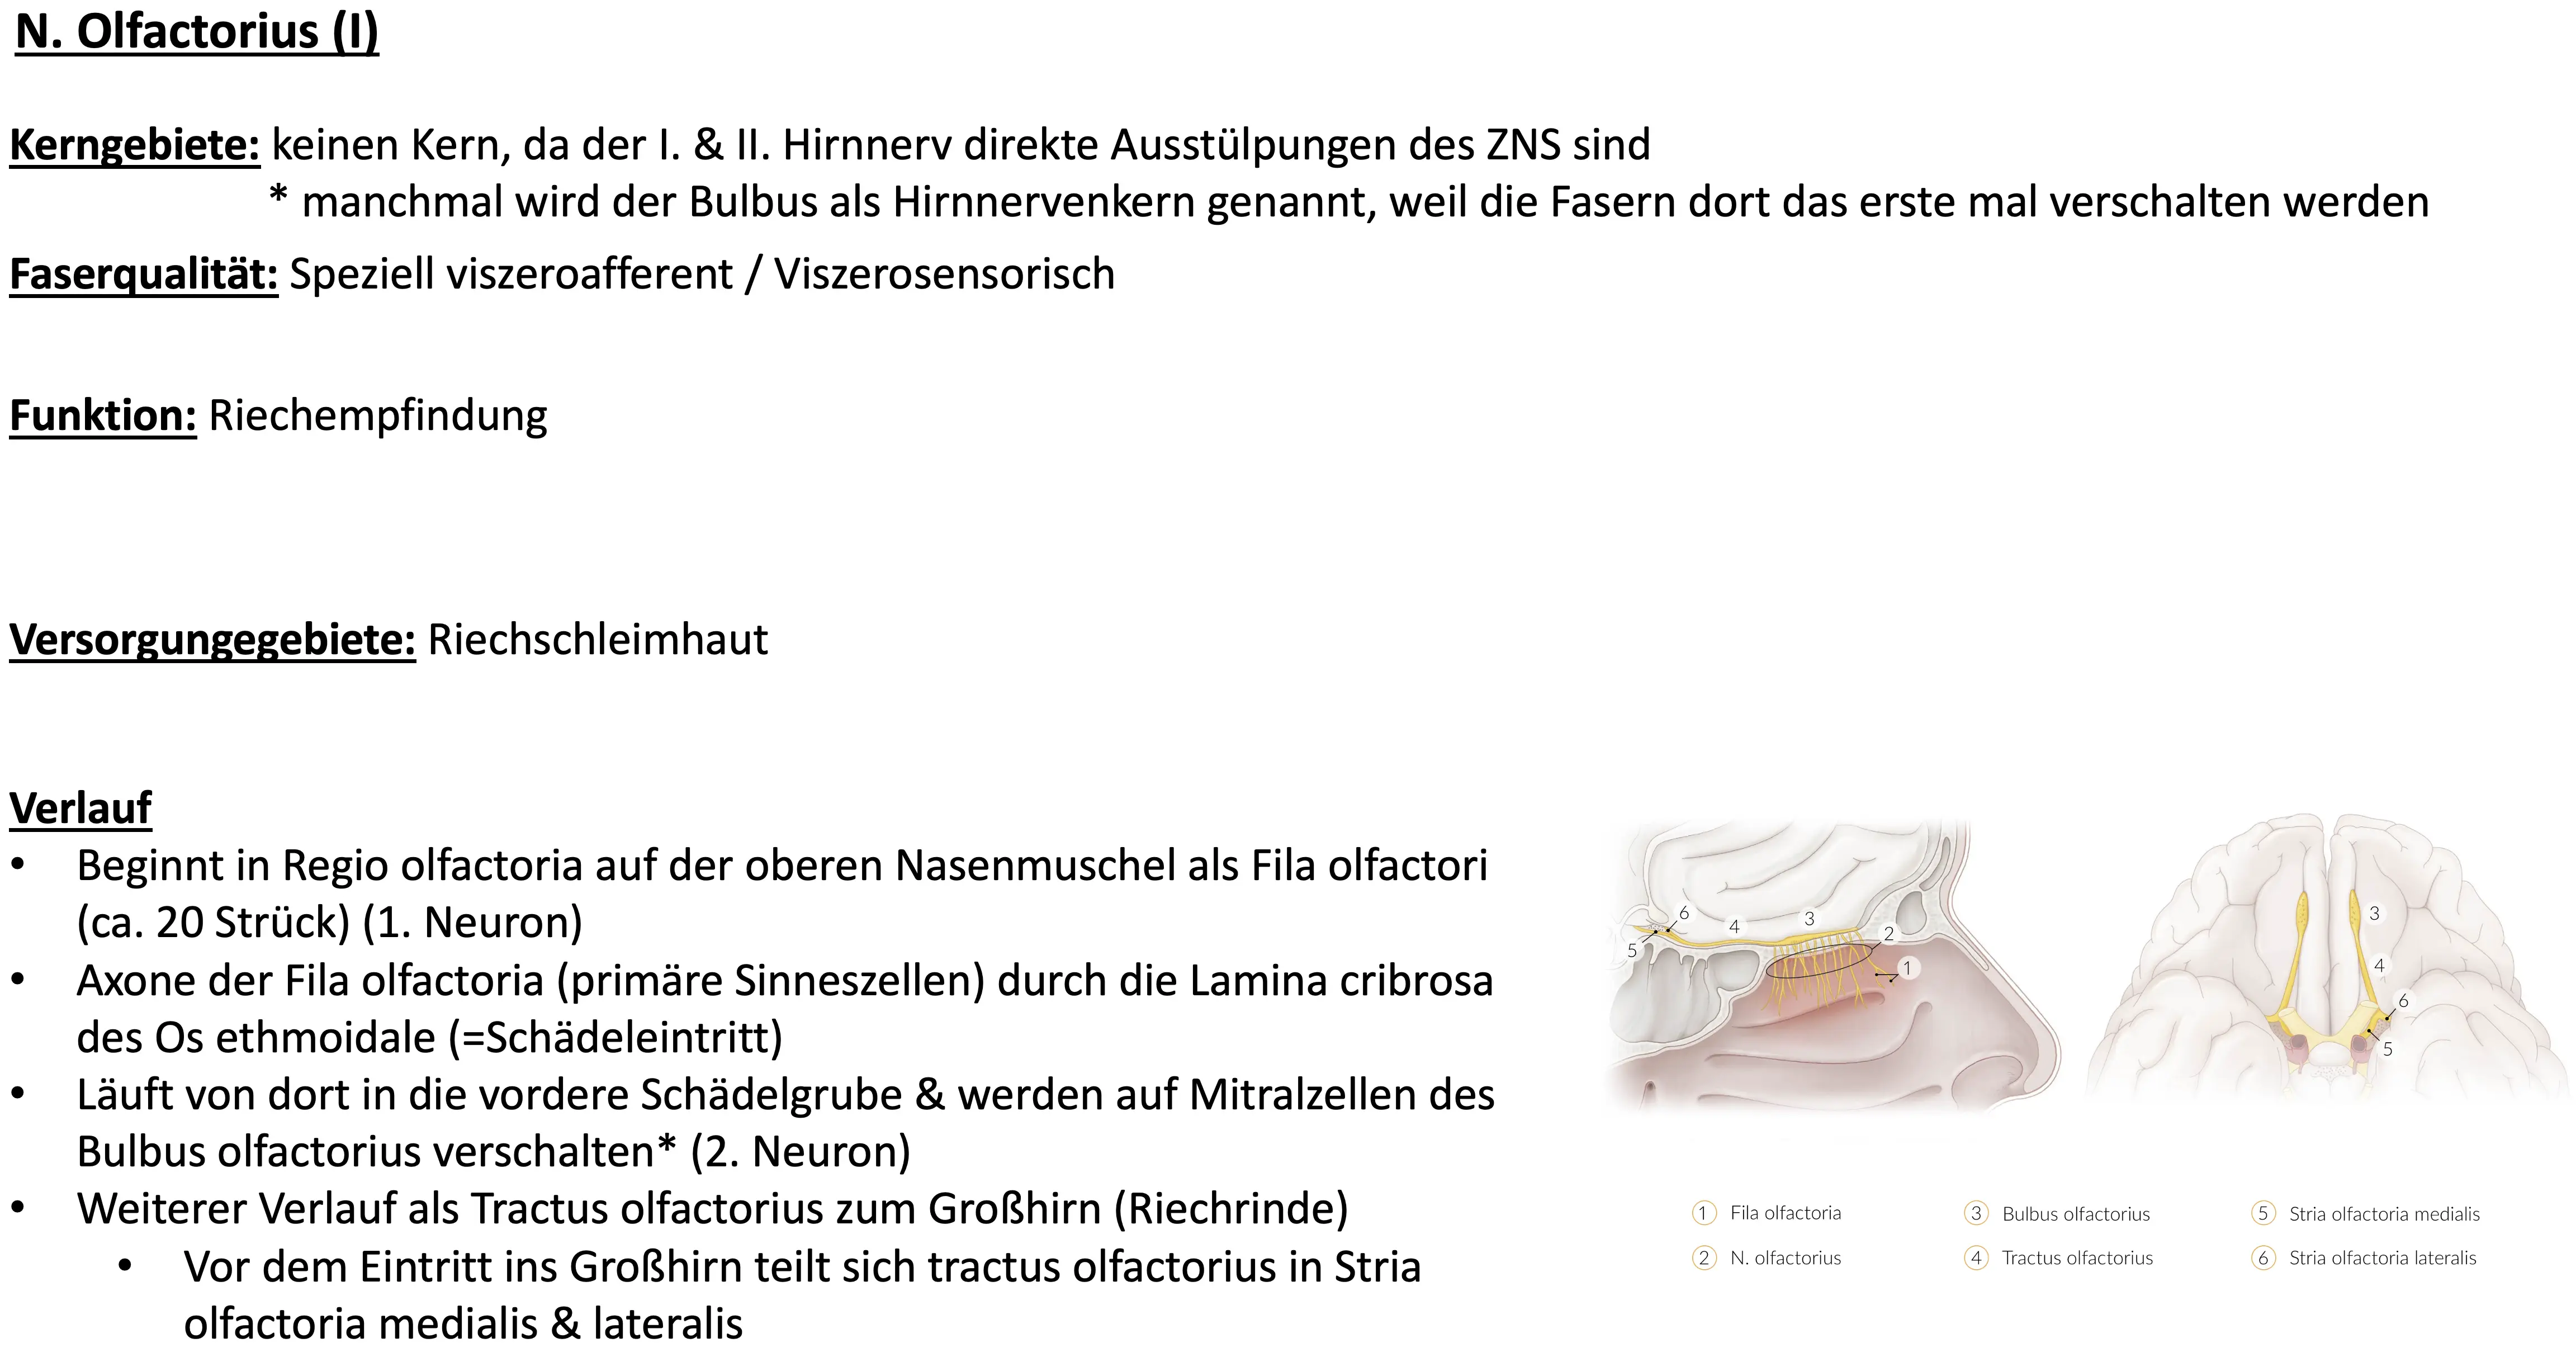 N. Olfactorius (I)
Kerngebiete: keinen Kern, da der I. & II. Hirnnerv direkte Ausstülpungen des ZNS sind
* manchmal wird der Bulbus als Hirnnervenkern genannt, weil die Fasern dort das erste mal verschalten werden
Faserqualität: Speziell viszeroafferent / Viszerosensorisch
Funktion: Riechempfindung
Versorgungegebiete: Riechschleimhaut
Verlauf
• Beginnt in Regio olfactoria auf der oberen Nasenmuschel als Fila olfactori
(ca. 20 Strück) (1. Neuron)
• Axone der Fila olfactoria (primäre Sinneszellen) durch die Lamina cribrosa
des Os ethmoidale (=Schädeleintritt)
• Läuft von dort in die vordere Schädelgrube & werden auf Mitralzellen des
Bulbus olfactorius verschalten* (2. Neuron)
• Weiterer Verlauf als Tractus olfactorius zum Großhirn (Riechrinde)
• Vor dem Eintritt ins Großhirn teilt sich tractus olfactorius in Stria
olfactoria medialis & lateralis
6
3
4
2
5
1
3
4
6
5
1 Fila olfactoria
2 N. olfactorius
3 Bulbus olfactorius
4 Tractus olfactorius
5 Stria olfactoria medialis
6 Stria olfactoria lateralis